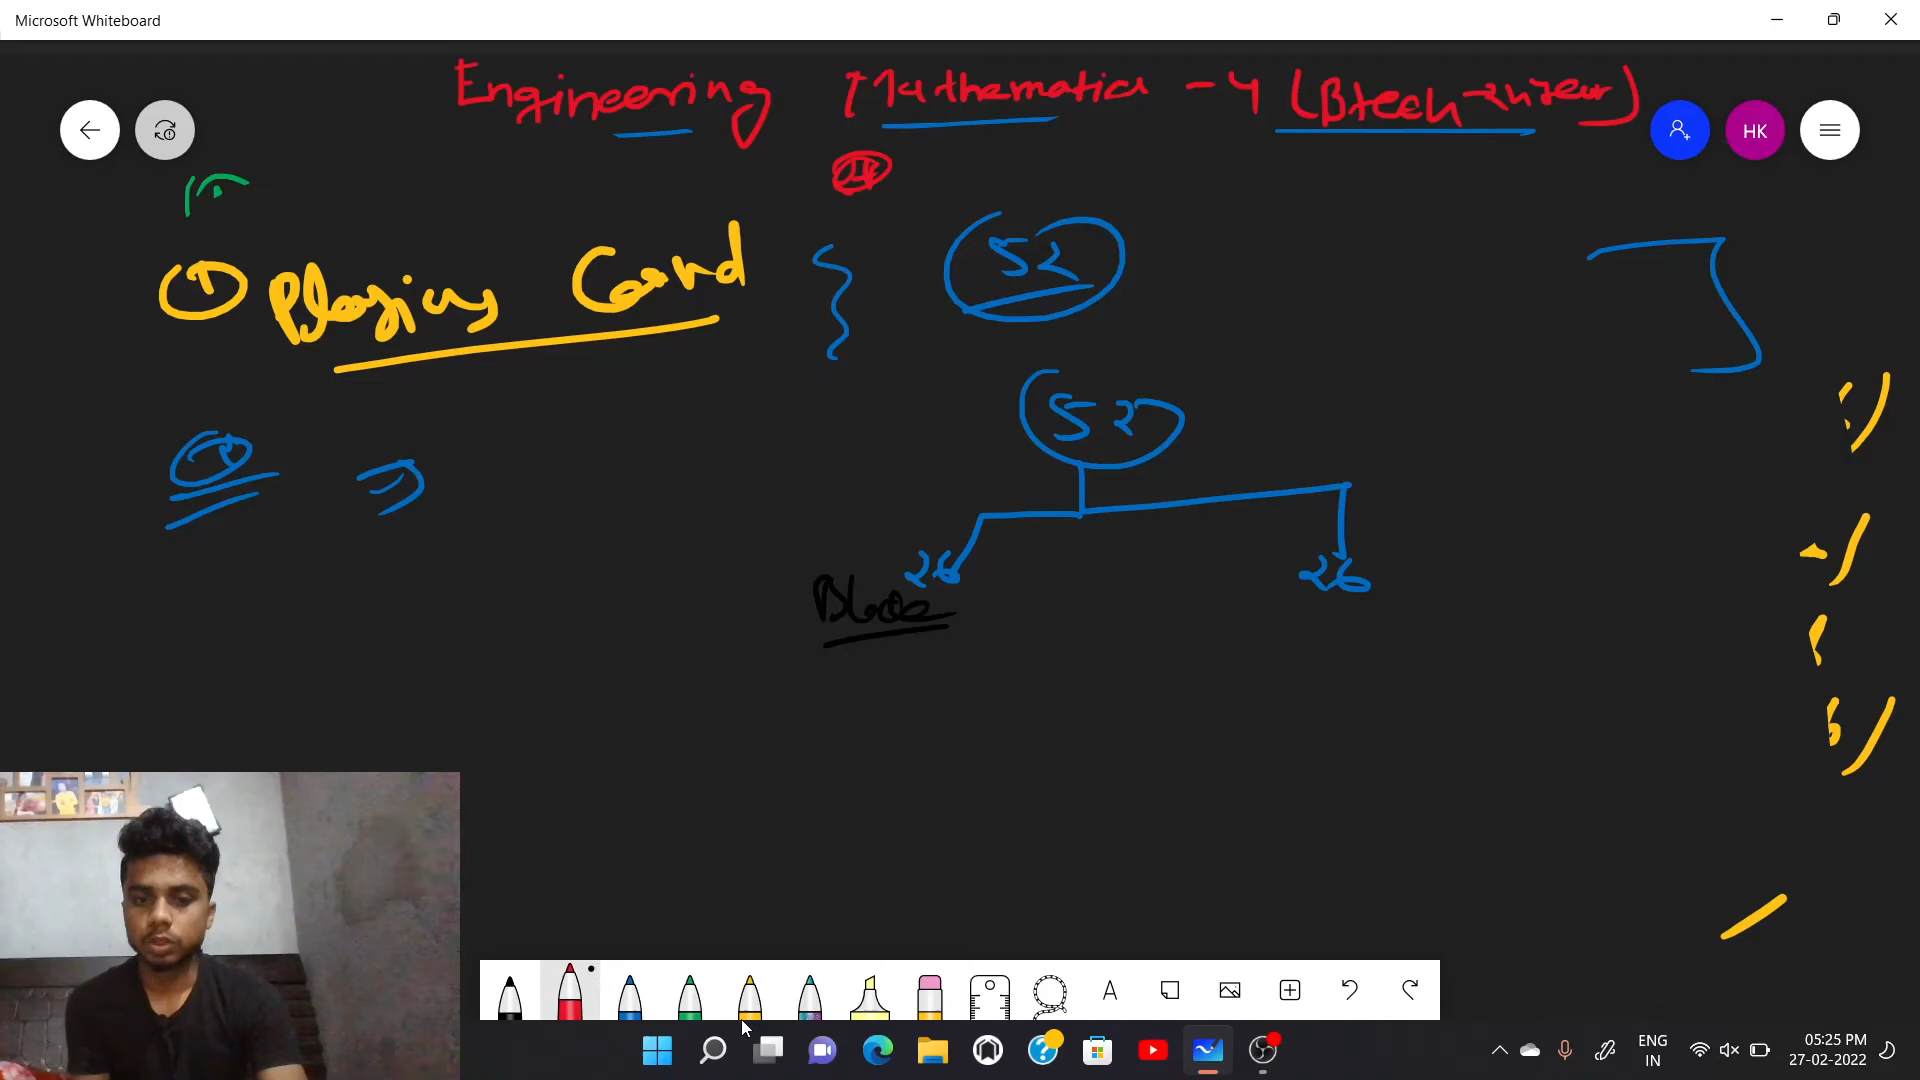 Microsoft Whiteboard
Engineering Mathematics - 4 (Btech-2nd year)
HK
① Playing Card
52
52
① ⇒
26 26
Black
A
ENG
IN
05:25 PM
27-02-2022